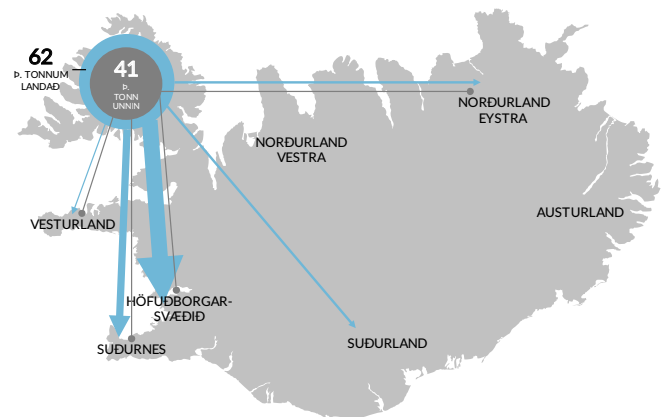 62
Þ. TONNUM
LANDAÐ
41
Þ.
TONN
UNNIN
NORÐURLAND
EYSTRA
NORÐURLAND
VESTRA
AUSTURLAND
VESTURLAND
HÖFUÐBORGAR-
SVÆÐIÐ
SUÐURNES
SUÐURLAND